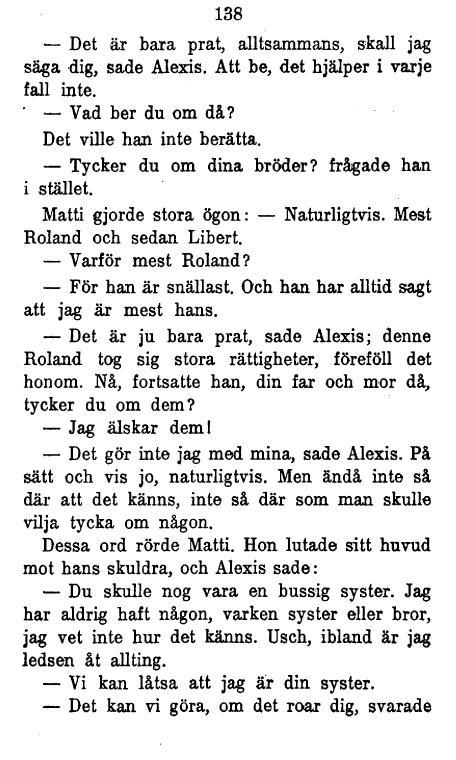 138
— Det är bara prat, alltsammans, skall jag
säga dig, sade Alexis. Att be, det hjälper i varje
fall inte.
— Vad ber du om då?
Det ville han inte berätta.
— Tycker du om dina bröder? frågade han
i stället.
Matti gjorde stora ögon: — Naturligtvis. Mest
Roland och sedan Libert.
— Varför mest Roland?
— För han är snällast. Och han har alltid sagt
att jag är mest hans.
— Det är ju bara prat, sade Alexis; denne
Roland tog sig stora rättigheter, föreföll det
honom. Nå, fortsatte han, din far och mor då,
tycker du om dem?
— Jag älskar dem!
— Det gör inte jag med mina, sade Alexis. På
sätt och vis jo, naturligtvis. Men ändå inte så
där att det känns, inte så där som man skulle
vilja tycka om någon.
Dessa ord rörde Matti. Hon lutade sitt huvud
mot hans skuldra, och Alexis sade:
— Du skulle nog vara en bussig syster. Jag
har aldrig haft någon, varken syster eller bror,
jag vet inte hur det känns. Usch, ibland är jag
ledsen åt allting.
— Vi kan låtsa att jag är din syster.
— Det kan vi göra, om det roar dig, svarade